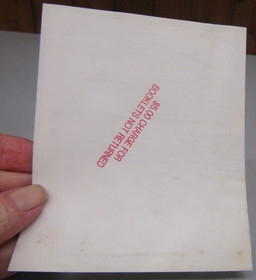 $5.00 CHARGE FOR
BOOKLETS NOT RETURNED